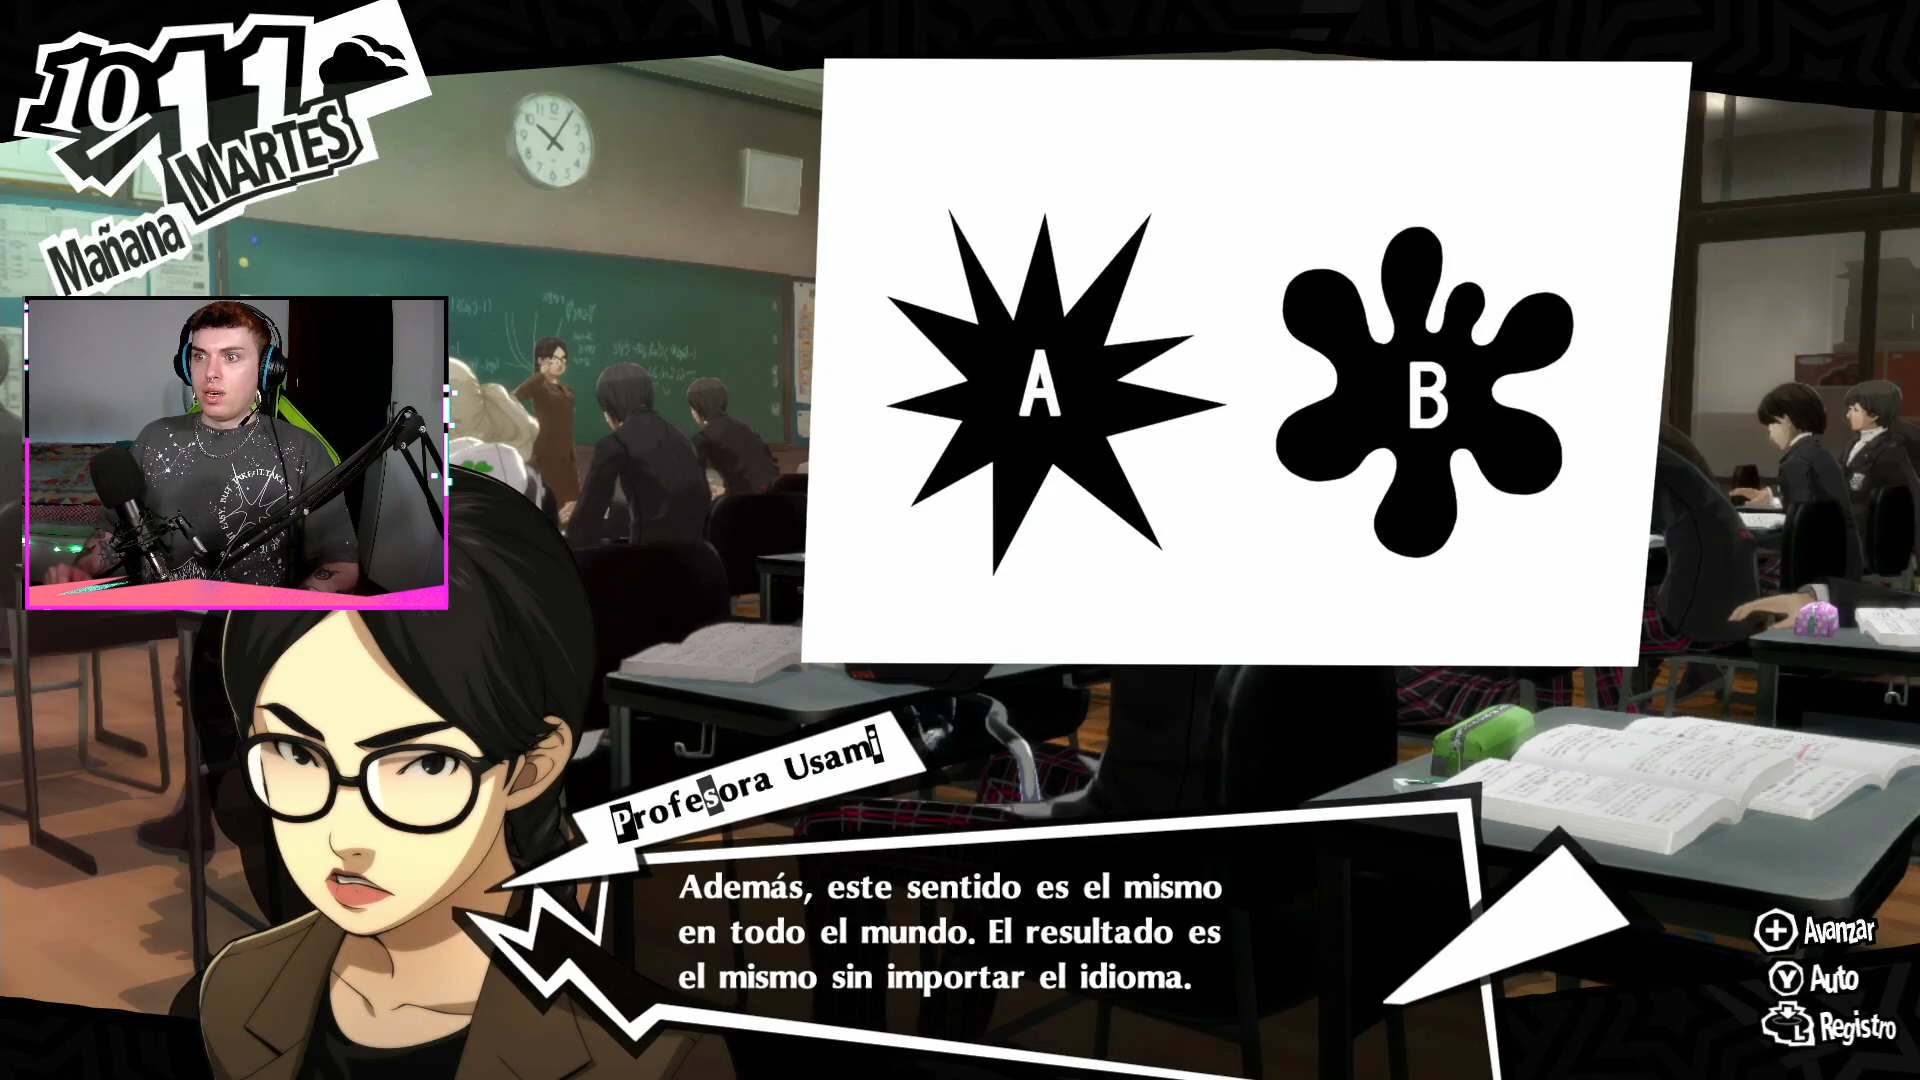 10/11
MARTES
Mañana
A
B
Profesora Usami
Además, este sentido es el mismo
en todo el mundo. El resultado es
el mismo sin importar el idioma.
Avanzar
Y Auto
L Registro